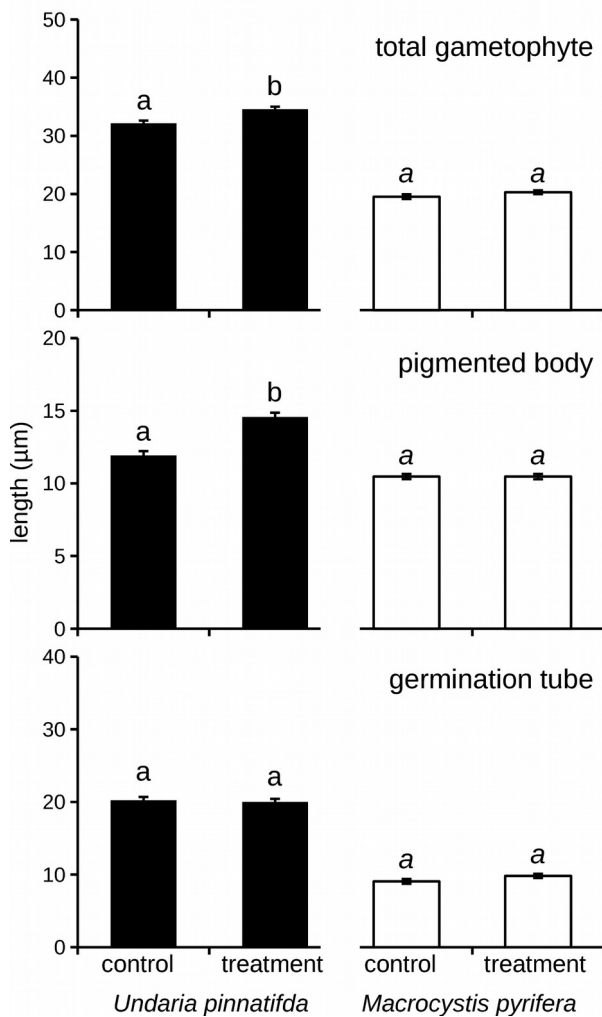 50
total gametophyte
40
b
a
30
a
a
20
10
0
20
pigmented body
b
15
a
a
a
10
length (µm)
5
0
40
germination tube
30
a
a
20
a
a
10
0
control treatment control treatment
Undaria pinnatifda Macrocystis pyrifera